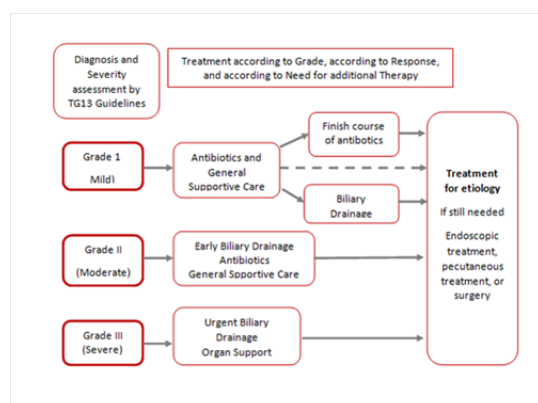 Diagnosis and
Severity
assessment by
TG13 Guidelines
Treatment according to Grade, according to Response,
and according to Need for additional Therapy
Grade 1
Mild)
Antibiotics and
General
Supportive Care
Finish course
of antibotics
Biliary
Drainage
Grade II
(Moderate)
Early Biliary Drainage
Antibiotics
General Spportive Care
Grade III
(Severe)
Urgent Biliary
Drainage
Organ Support
Treatment
for etiology
If still needed
Endoscopic
treatment,
pecutaneous
treatment, or
surgery